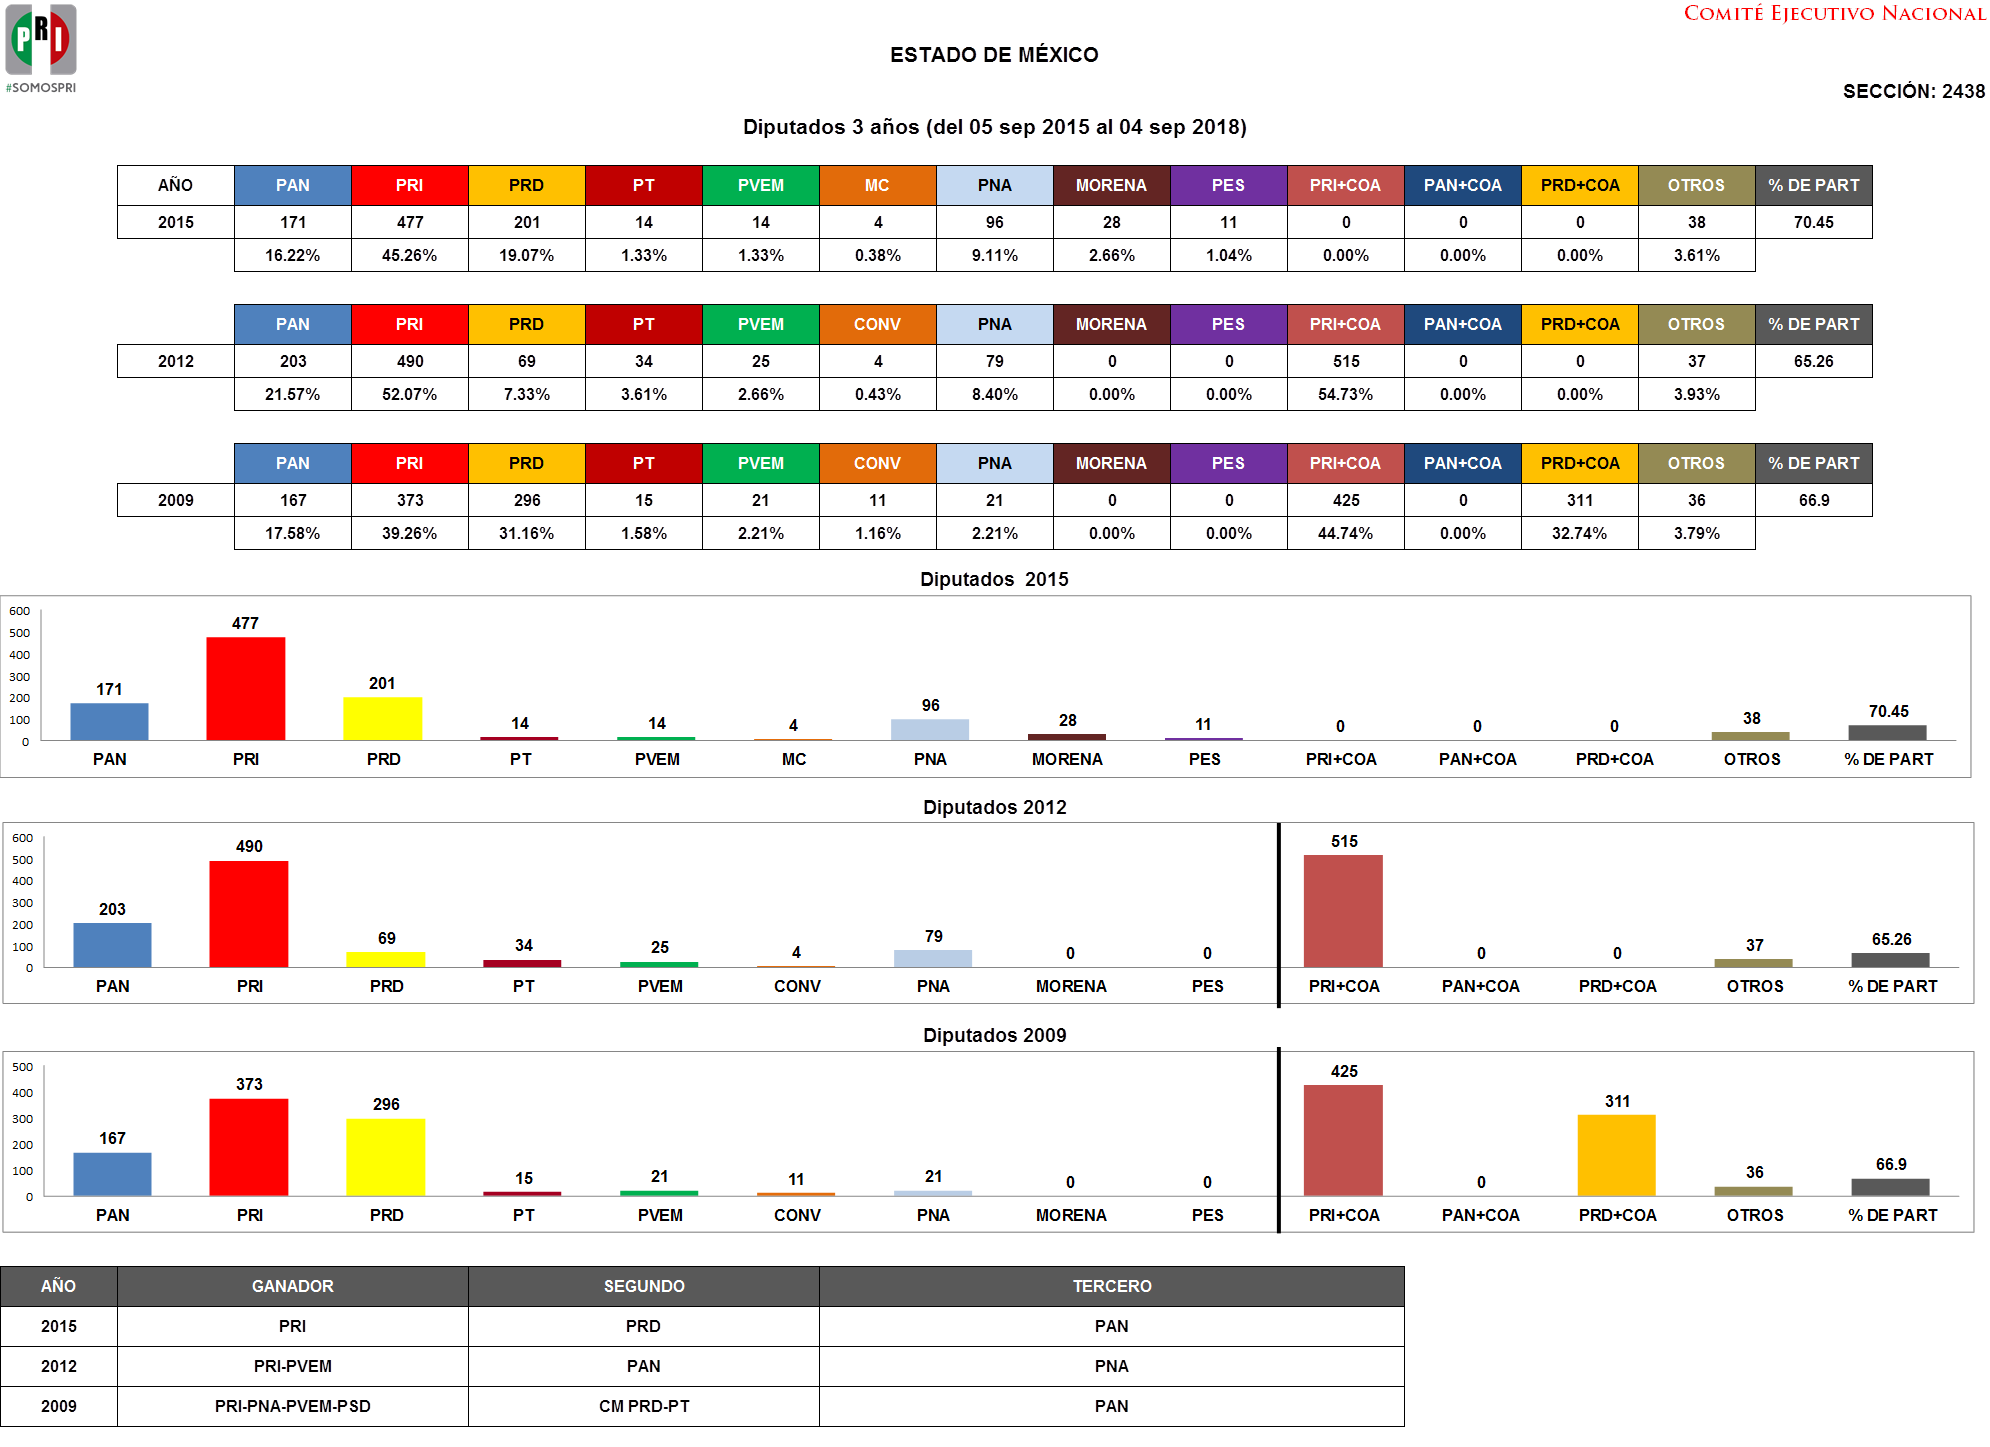 PRI
#SOMOSPRI
COMITÉ EJECUTIVO NACIONAL
ESTADO DE MÉXICO
SECCIÓN: 2438
Diputados 3 años (del 05 sep 2015 al 04 sep 2018)
AÑO PAN PRI PRD PT PVEM MC PNA MORENA PES PRI+COA PAN+COA PRD+COA OTROS % DE PART
2015 171 477 201 14 14 4 96 28 11 0 0 0 38 70.45
16.22% 45.26% 19.07% 1.33% 1.33% 0.38% 9.11% 2.66% 1.04% 0.00% 0.00% 0.00% 3.61%
PAN PRI PRD PT PVEM CONV PNA MORENA PES PRI+COA PAN+COA PRD+COA OTROS % DE PART
2012 203 490 69 34 25 4 79 0 0 515 0 0 37 65.26
21.57% 52.07% 7.33% 3.61% 2.66% 0.43% 8.40% 0.00% 0.00% 54.73% 0.00% 0.00% 3.93%
PAN PRI PRD PT PVEM CONV PNA MORENA PES PRI+COA PAN+COA PRD+COA OTROS % DE PART
2009 167 373 296 15 21 11 21 0 0 425 0 311 36 66.9
17.58% 39.26% 31.16% 1.58% 2.21% 1.16% 2.21% 0.00% 0.00% 44.74% 0.00% 32.74% 3.79%
Diputados 2015
600
500
400
300
200
100
0
171 477 201 14 14 4 96 28 11 0 0 0 38 70.45
PAN PRI PRD PT PVEM MC PNA MORENA PES PRI+COA PAN+COA PRD+COA OTROS % DE PART
Diputados 2012
600
500
400
300
200
100
0
203 490 69 34 25 4 79 0 0 515 0 0 37 65.26
PAN PRI PRD PT PVEM CONV PNA MORENA PES PRI+COA PAN+COA PRD+COA OTROS % DE PART
Diputados 2009
500
400
300
200
100
0
167 373 296 15 21 11 21 0 0 425 0 311 36 66.9
PAN PRI PRD PT PVEM CONV PNA MORENA PES PRI+COA PAN+COA PRD+COA OTROS % DE PART
AÑO GANADOR SEGUNDO TERCERO
2015 PRI PRD PAN
2012 PRI-PVEM PAN PNA
2009 PRI-PNA-PVEM-PSD CM PRD-PT PAN